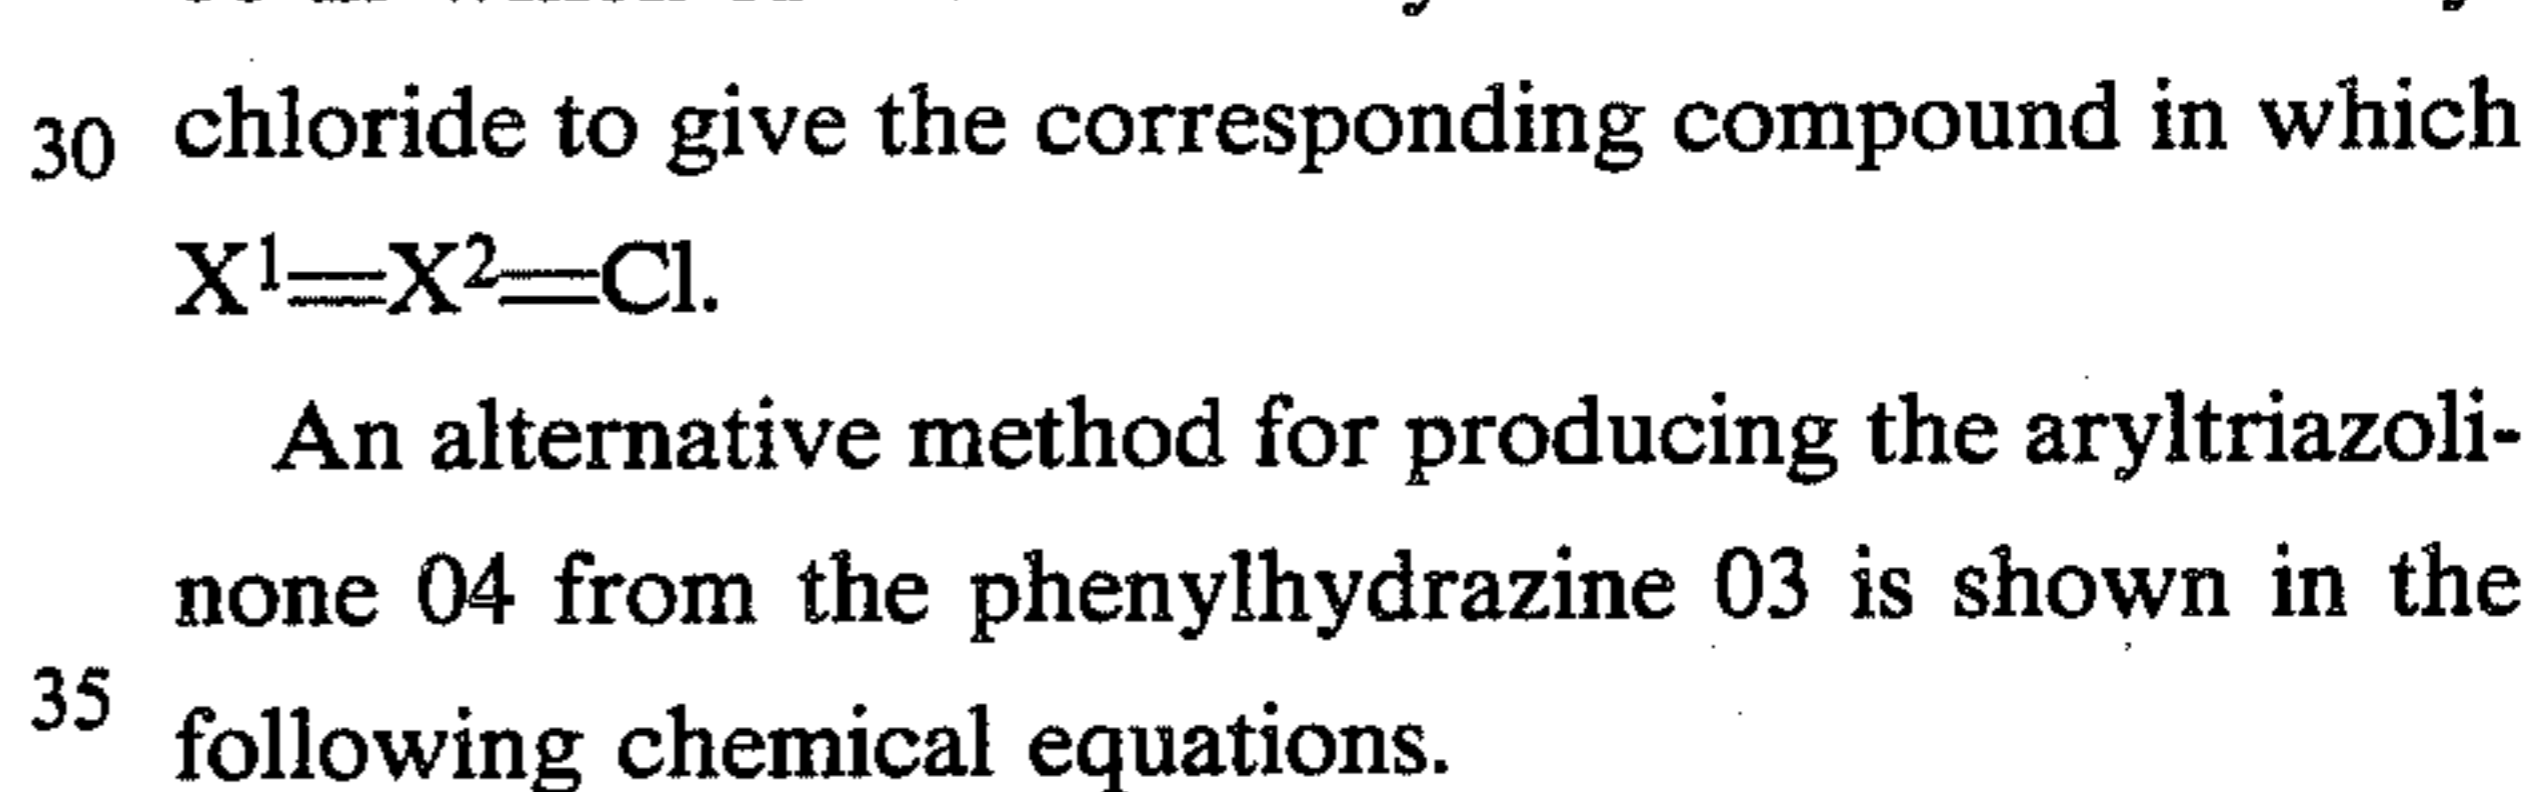 30 chloride to give the corresponding compound in which
X¹=X²=Cl.
An alternative method for producing the aryltriazoli-
none 04 from the phenylhydrazine 03 is shown in the
35 following chemical equations.